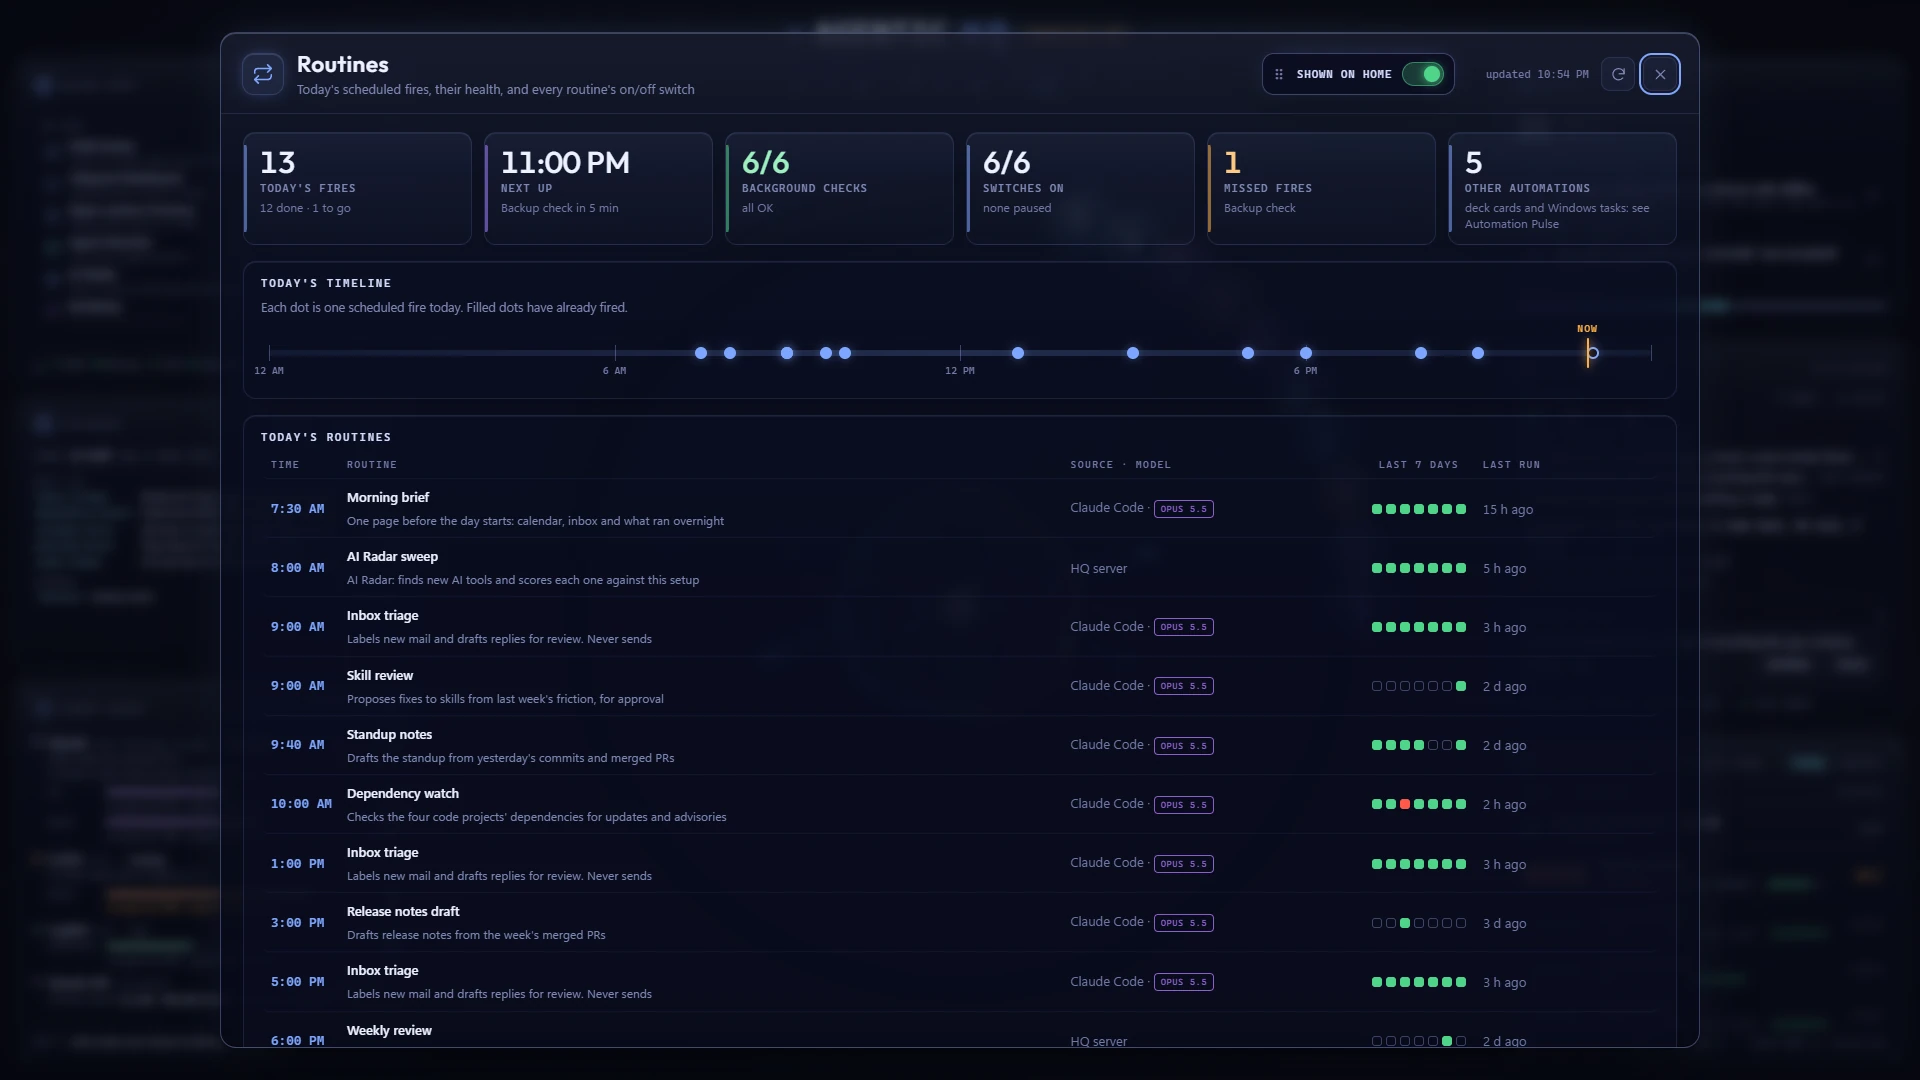 Routines
Today's scheduled fires, their health, and every routine's on/off switch
SHOWN ON HOME
updated 10:54 PM
13
TODAY'S FIRES
12 done · 1 to go
11:00 PM
NEXT UP
Backup check in 5 min
6/6
BACKGROUND CHECKS
all OK
6/6
SWITCHES ON
none paused
1
MISSED FIRES
Backup check
5
OTHER AUTOMATIONS
deck cards and Windows tasks: see
Automation Pulse
TODAY'S TIMELINE
Each dot is one scheduled fire today. Filled dots have already fired.
NOW
12 AM 6 AM 12 PM 6 PM
TODAY'S ROUTINES
TIME ROUTINE SOURCE · MODEL LAST 7 DAYS LAST RUN
Morning brief
7:30 AM Claude Code · OPUS 5.5 15 h ago
One page before the day starts: calendar, inbox and what ran overnight
AI Radar sweep
8:00 AM HQ server 5 h ago
AI Radar: finds new AI tools and scores each one against this setup
Inbox triage
9:00 AM Claude Code · OPUS 5.5 3 h ago
Labels new mail and drafts replies for review. Never sends
Skill review
9:00 AM Claude Code · OPUS 5.5 2 d ago
Proposes fixes to skills from last week's friction, for approval
Standup notes
9:40 AM Claude Code · OPUS 5.5 2 d ago
Drafts the standup from yesterday's commits and merged PRs
Dependency watch
10:00 AM Claude Code · OPUS 5.5 2 h ago
Checks the four code projects' dependencies for updates and advisories
Inbox triage
1:00 PM Claude Code · OPUS 5.5 3 h ago
Labels new mail and drafts replies for review. Never sends
Release notes draft
3:00 PM Claude Code · OPUS 5.5 3 d ago
Drafts release notes from the week's merged PRs
Inbox triage
5:00 PM Claude Code · OPUS 5.5 3 h ago
Labels new mail and drafts replies for review. Never sends
Weekly review
6:00 PM HQ server 2 d ago